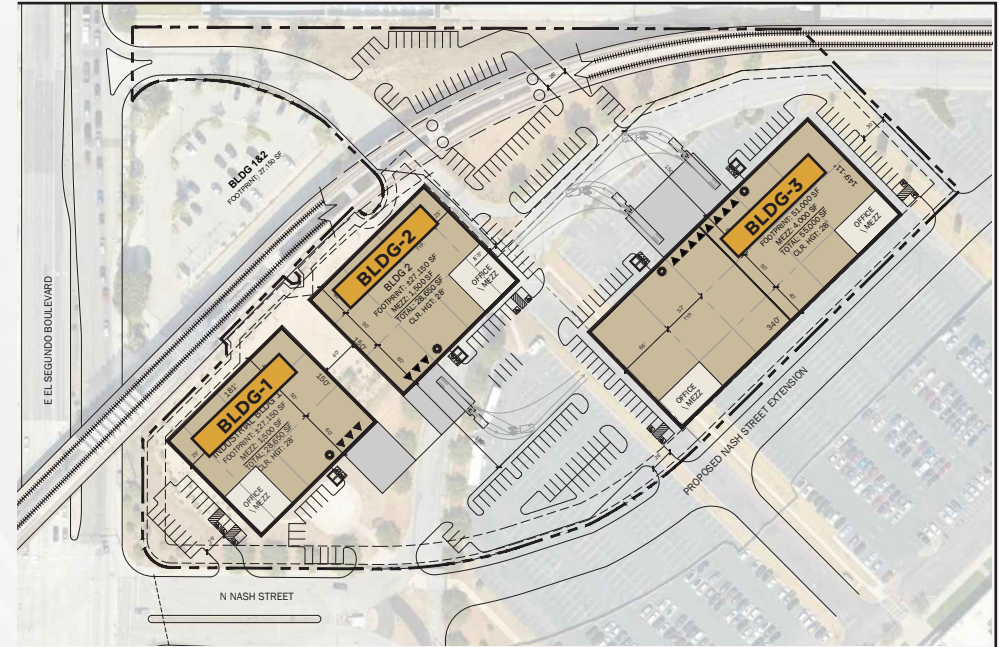 BLDG 1&2
FOOTPRINT: 27,150 SF
E EL SEGUNDO BOULEVARD
BLDG-1
INDUSTRIAL BLDG 1
FOOTPRINT: ±27,150 SF
MEZZ: 1,500 SF
TOTAL: 28,650 SF
CLR. HGT: 28'
OFFICE
\ MEZZ
181'
150'
BLDG-2
BLDG 2
FOOTPRINT: ±27,150 SF
MEZZ: 1,500 SF
TOTAL: 28,650 SF
CLR. HGT: 28'
OFFICE
\ MEZZ
BLDG-3
FOOTPRINT: 51,000 SF
MEZZ: 4,000 SF
TOTAL: 55,000 SF
CLR. HGT: 28'
149'-11"
OFFICE
\ MEZZ
OFFICE
\ MEZZ
340'
PROPOSED NASH STREET EXTENSION
N NASH STREET